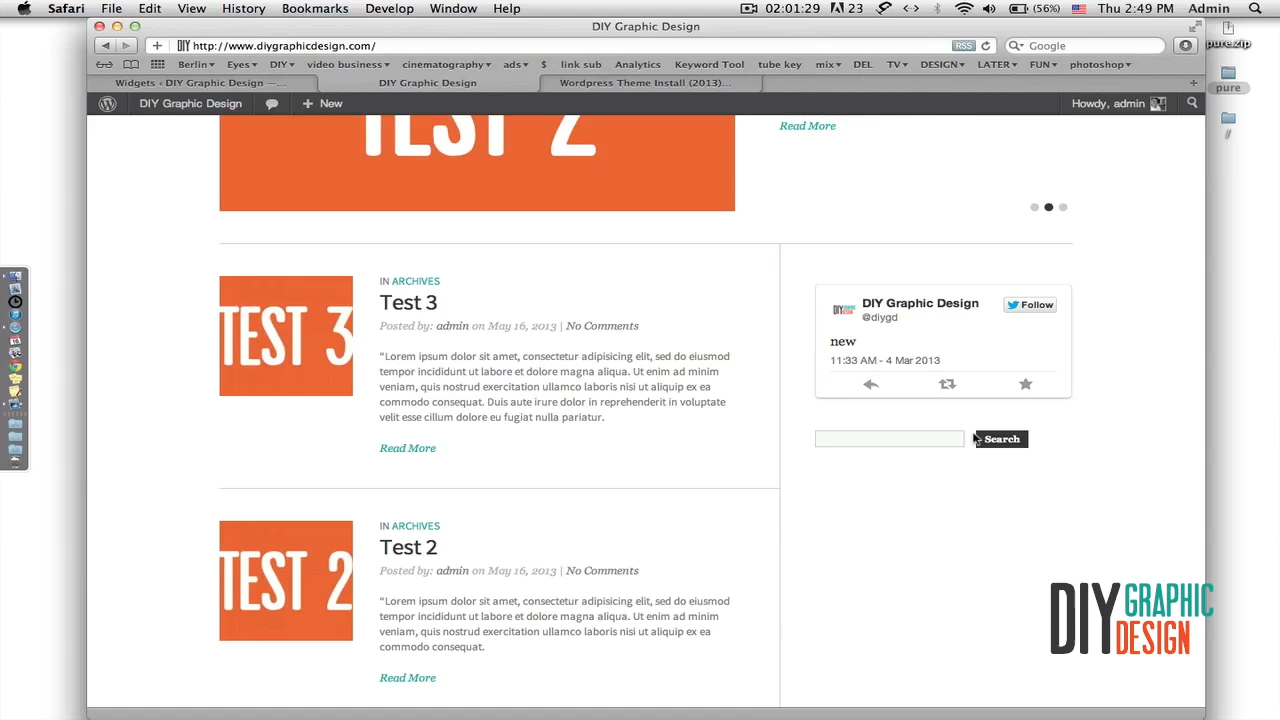 Safari File Edit View History Bookmarks Develop Window Help 02:01:29 23 (56%) Thu 2:49 PM Admin
DIY Graphic Design
http://www.diygraphicdesign.com/ RSS Google
Berlin Eyes DIY video business cinematography ads $ link sub Analytics Keyword Tool tube key mix DEL TV DESIGN LATER FUN photoshop
Widgets ‹ DIY Graphic Design —... DIY Graphic Design Wordpress Theme Install (2013)...
DIY Graphic Design + New Howdy, admin
pure.zip
pure
//
TEST 2
Read More
TEST 3
IN ARCHIVES
Test 3
Posted by: admin on May 16, 2013 | No Comments
"Lorem ipsum dolor sit amet, consectetur adipisicing elit, sed do eiusmod
tempor incididunt ut labore et dolore magna aliqua. Ut enim ad minim
veniam, quis nostrud exercitation ullamco laboris nisi ut aliquip ex ea
commodo consequat. Duis aute irure dolor in reprehenderit in voluptate
velit esse cillum dolore eu fugiat nulla pariatur.
Read More
DIY GRAPHIC DESIGN
DIY Graphic Design
@diygd
Follow
new
11:33 AM - 4 Mar 2013
Search
TEST 2
IN ARCHIVES
Test 2
Posted by: admin on May 16, 2013 | No Comments
"Lorem ipsum dolor sit amet, consectetur adipisicing elit, sed do eiusmod
tempor incididunt ut labore et dolore magna aliqua. Ut enim ad minim
veniam, quis nostrud exercitation ullamco laboris nisi ut aliquip ex ea
commodo consequat.
Read More
DIY GRAPHIC
DESIGN